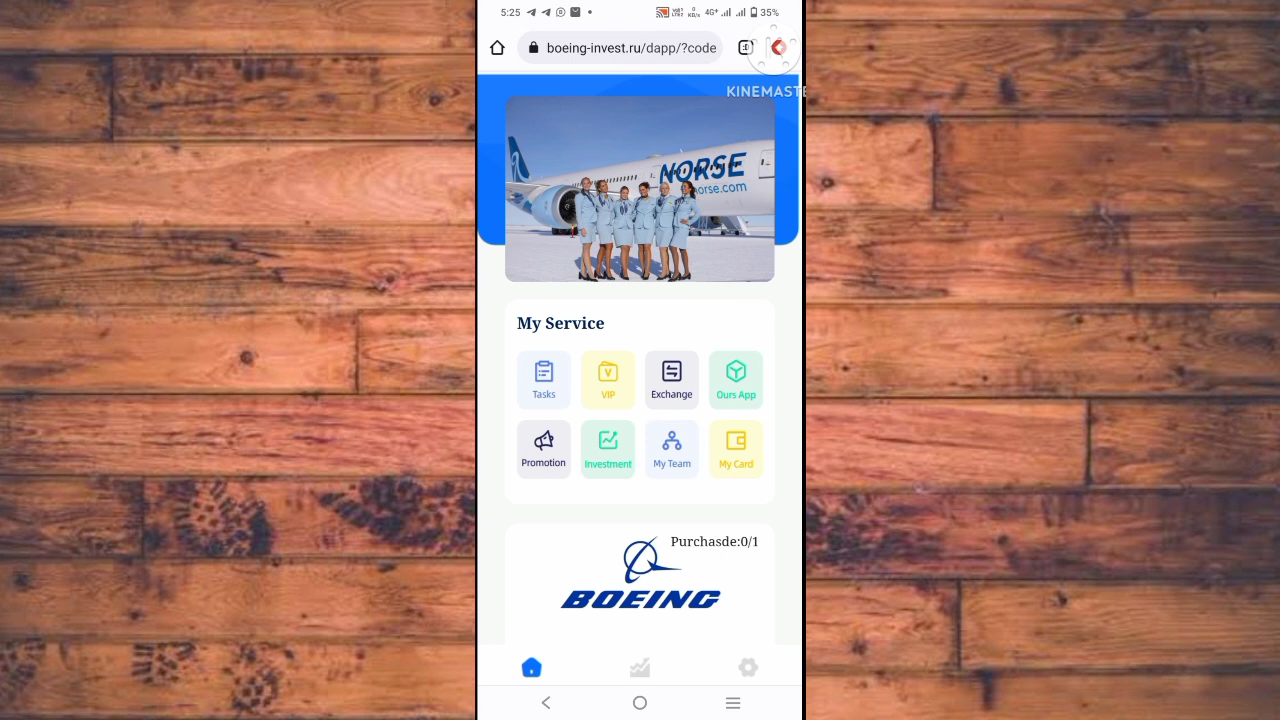 5:25
4G+ 35%
boeing-invest.ru/dapp/?code
KINEMASTE
NORSE
norse.com
My Service
Tasks VIP Exchange Ours App
Promotion Investment My Team My Card
Purchasde:0/1
BOEING